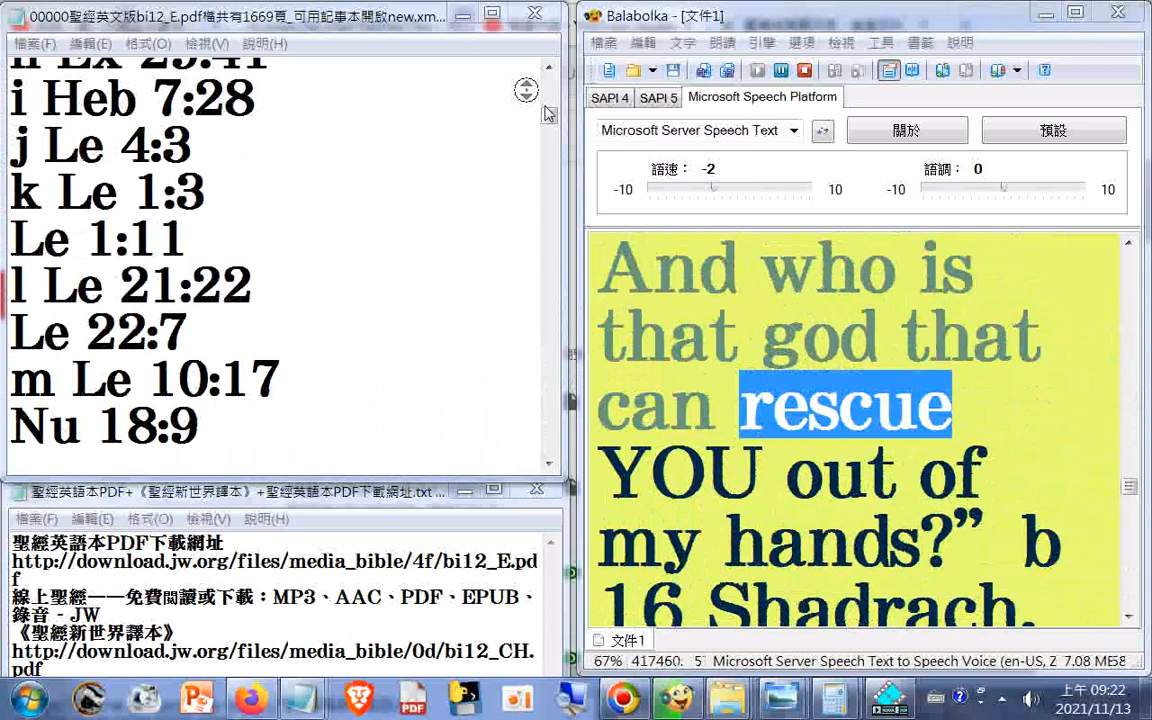 00000聖經英文版bi12_E.pdf檔共有1669頁_可用記事本開啟new.xm...
檔案(F) 編輯(E) 格式(O) 檢視(V) 說明(H)
i Heb 7:28
j Le 4:3
k Le 1:3
Le 1:11
l Le 21:22
Le 22:7
m Le 10:17
Nu 18:9
聖經英語本PDF+《聖經新世界譯本》+聖經英語本PDF下載網址.txt ...
檔案(F) 編輯(E) 格式(O) 檢視(V) 說明(H)
聖經英語本PDF下載網址
http://download.jw.org/files/media_bible/4f/bi12_E.pd
f
線上聖經——免費閱讀或下載：MP3、AAC、PDF、EPUB、
錄音 - JW
《聖經新世界譯本》
http://download.jw.org/files/media_bible/0d/bi12_CH.
pdf
Balabolka - [文件1]
檔案 編輯 文字 朗讀 引擎 選項 檢視 工具 書籤 說明
SAPI 4 SAPI 5 Microsoft Speech Platform
Microsoft Server Speech Text 關於 預設
語速： -2 語調： 0
-10 10 -10 10
And who is
that god that
can rescue
YOU out of
my hands?” b
16 Shadrach,
文件1
67% Microsoft Server Speech Text to Speech Voice (en-US, Z 7.08 MB
上午 09:22
2021/11/13